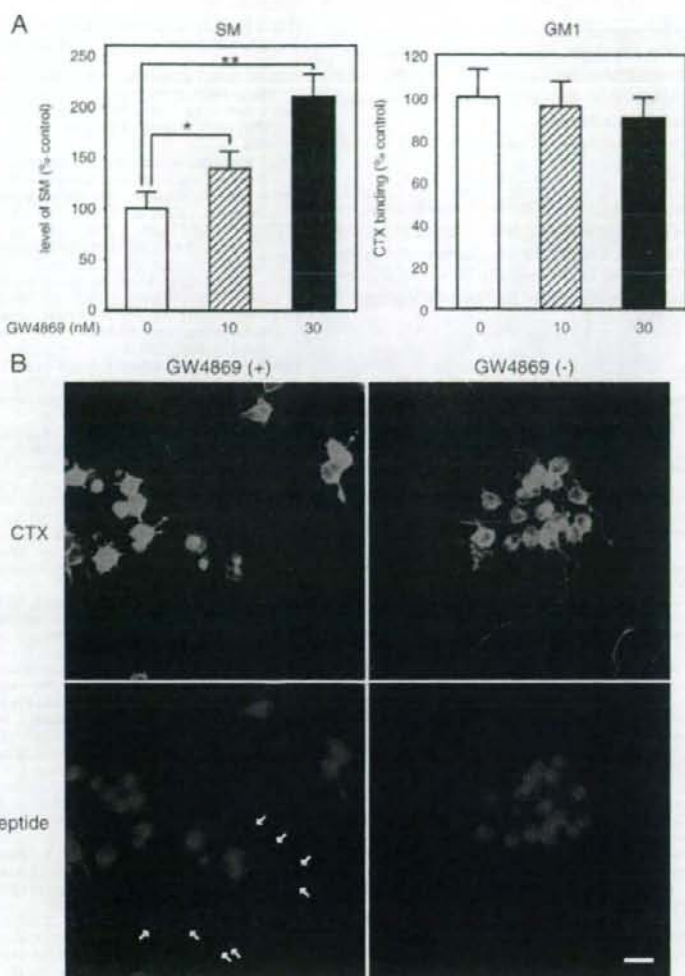 A
SM
GM1
level of SM (% control)
250
200
150
100
50
0
**
*
GW4869 (nM)
0
10
30
CTX binding (% control)
120
100
80
60
40
20
0
0
10
30
B
GW4869 (+)
GW4869 (-)
CTX
eptide